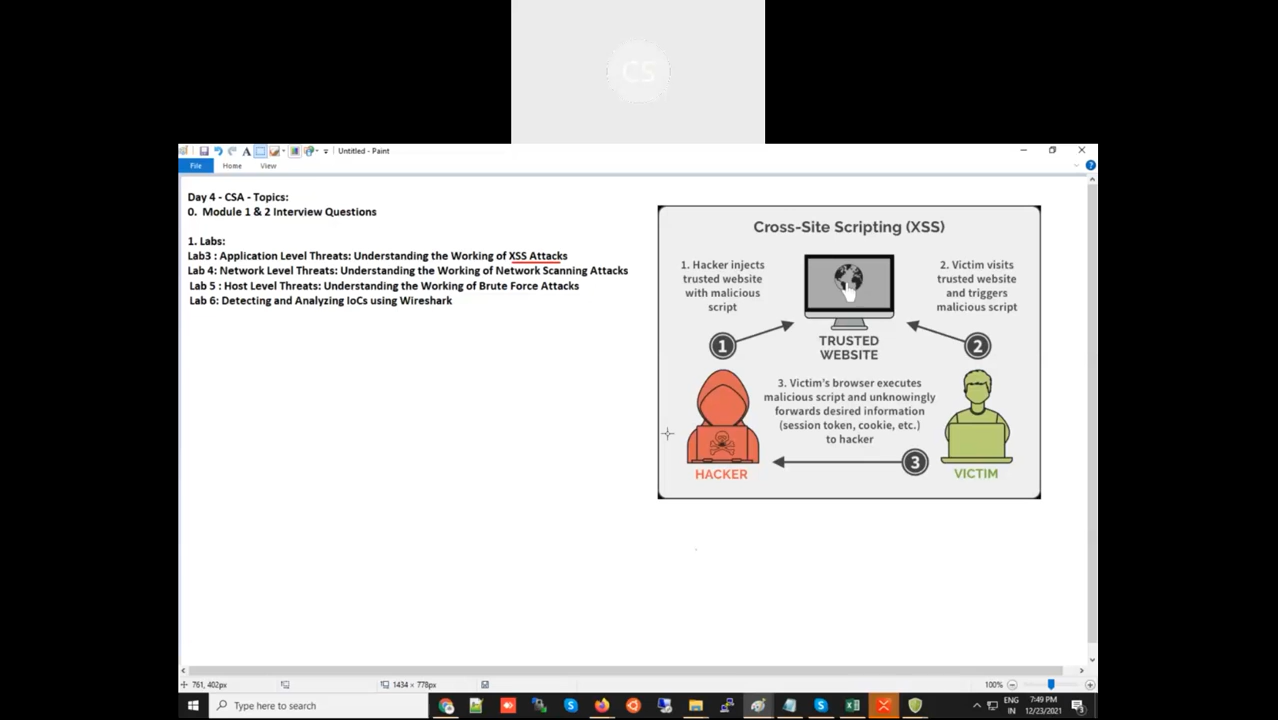 CS
Untitled - Paint
File Home View
Day 4 - CSA - Topics:
0. Module 1 & 2 Interview Questions
1. Labs:
Lab3 : Application Level Threats: Understanding the Working of XSS Attacks
Lab 4: Network Level Threats: Understanding the Working of Network Scanning Attacks
Lab 5 : Host Level Threats: Understanding the Working of Brute Force Attacks
Lab 6: Detecting and Analyzing IoCs using Wireshark
Cross-Site Scripting (XSS)
1. Hacker injects
trusted website
with malicious
script
2. Victim visits
trusted website
and triggers
malicious script
1
TRUSTED
WEBSITE
2
3. Victim's browser executes
malicious script and unknowingly
forwards desired information
(session token, cookie, etc.)
to hacker
3
HACKER
VICTIM
761, 402px
1434 × 778px
100%
Type here to search
ENG
IN
7:49 PM
12/23/2021
3